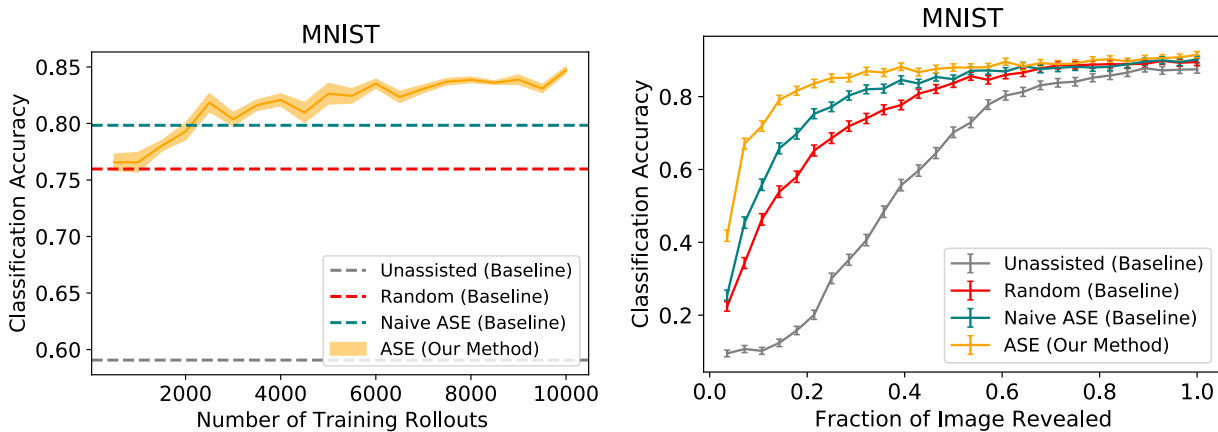 MNIST
Classification Accuracy
0.85
0.80
0.75
0.70
0.65
0.60
Unassisted (Baseline)
Random (Baseline)
Naive ASE (Baseline)
ASE (Our Method)
2000 4000 6000 8000 10000
Number of Training Rollouts
MNIST
Classification Accuracy
0.8
0.6
0.4
0.2
Unassisted (Baseline)
Random (Baseline)
Naive ASE (Baseline)
ASE (Our Method)
0.0 0.2 0.4 0.6 0.8 1.0
Fraction of Image Revealed